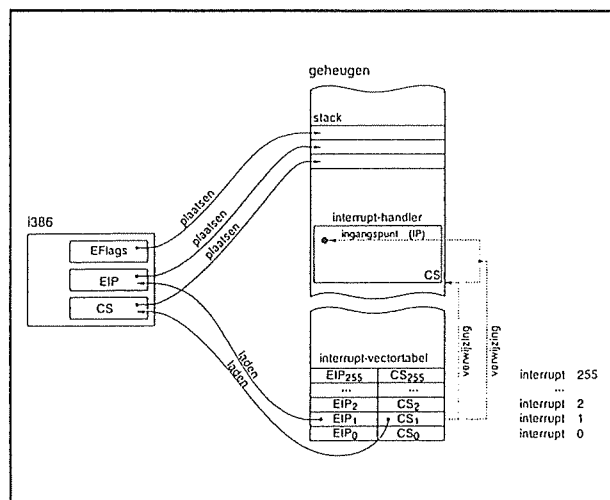 geheugen
stack
plaatsen
plaatsen
plaatsen
i386
EFlags
EIP
CS
interrupt-handler
ingangspunt (IP)
CS
verwijzing
verwijzing
laden
laden
interrupt-vectortabel
EIP255 CS255 interrupt 255
... ... ...
EIP2 CS2 interrupt 2
EIP1 CS1 interrupt 1
EIP0 CS0 interrupt 0